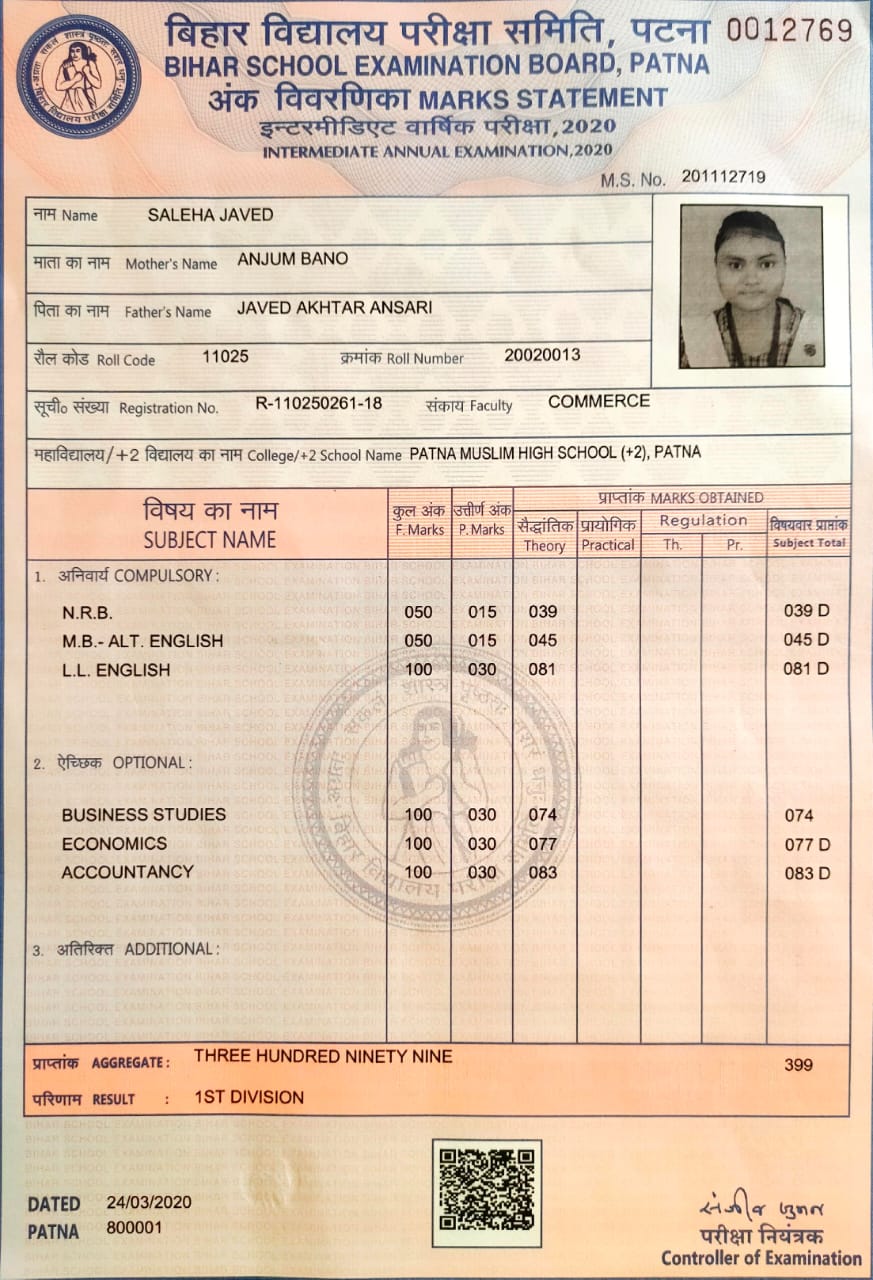 बिहार विद्यालय परीक्षा समिति, पटना 0012769
BIHAR SCHOOL EXAMINATION BOARD, PATNA
अंक विवरणिका MARKS STATEMENT
इन्टरमीडिएट वार्षिक परीक्षा,2020
INTERMEDIATE ANNUAL EXAMINATION,2020
M.S. No. 201112719
नाम Name SALEHA JAVED
माता का नाम Mother's Name ANJUM BANO
पिता का नाम Father's Name JAVED AKHTAR ANSARI
रौल कोड Roll Code 11025 क्रमांक Roll Number 20020013
सूची० संख्या Registration No. R-110250261-18 संकाय Faculty COMMERCE
महाविद्यालय/+2 विद्यालय का नाम College/+2 School Name PATNA MUSLIM HIGH SCHOOL (+2), PATNA
विषय का नाम कुल अंक उत्तीर्ण अंक प्राप्तांक MARKS OBTAINED
SUBJECT NAME F.Marks P.Marks सैद्धांतिक प्रायोगिक Regulation विषयवार प्राप्तांक
Theory Practical Th. Pr. Subject Total
1. अनिवार्य COMPULSORY :
N.R.B. 050 015 039 039 D
M.B.- ALT. ENGLISH 050 015 045 045 D
L.L. ENGLISH 100 030 081 081 D
2. ऐच्छिक OPTIONAL :
BUSINESS STUDIES 100 030 074 074
ECONOMICS 100 030 077 077 D
ACCOUNTANCY 100 030 083 083 D
3. अतिरिक्त ADDITIONAL :
प्राप्तांक AGGREGATE : THREE HUNDRED NINETY NINE 399
परिणाम RESULT : 1ST DIVISION
DATED 24/03/2020
PATNA 800001
परीक्षा नियंत्रक
Controller of Examination